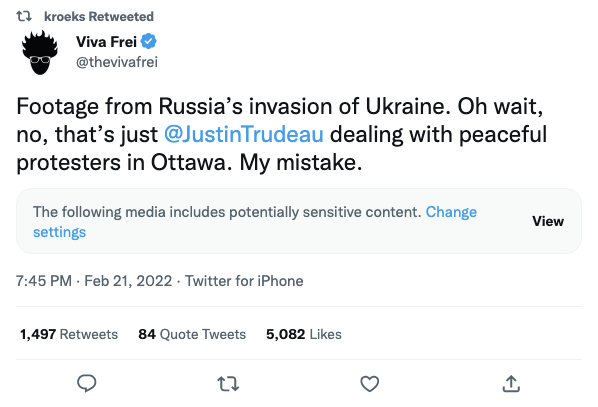 kroeks Retweeted
Viva Frei
@thevivafrei
Footage from Russia's invasion of Ukraine. Oh wait,
no, that's just @JustinTrudeau dealing with peaceful
protesters in Ottawa. My mistake.
The following media includes potentially sensitive content. Change
settings
View
7:45 PM · Feb 21, 2022 · Twitter for iPhone
1,497 Retweets 84 Quote Tweets 5,082 Likes